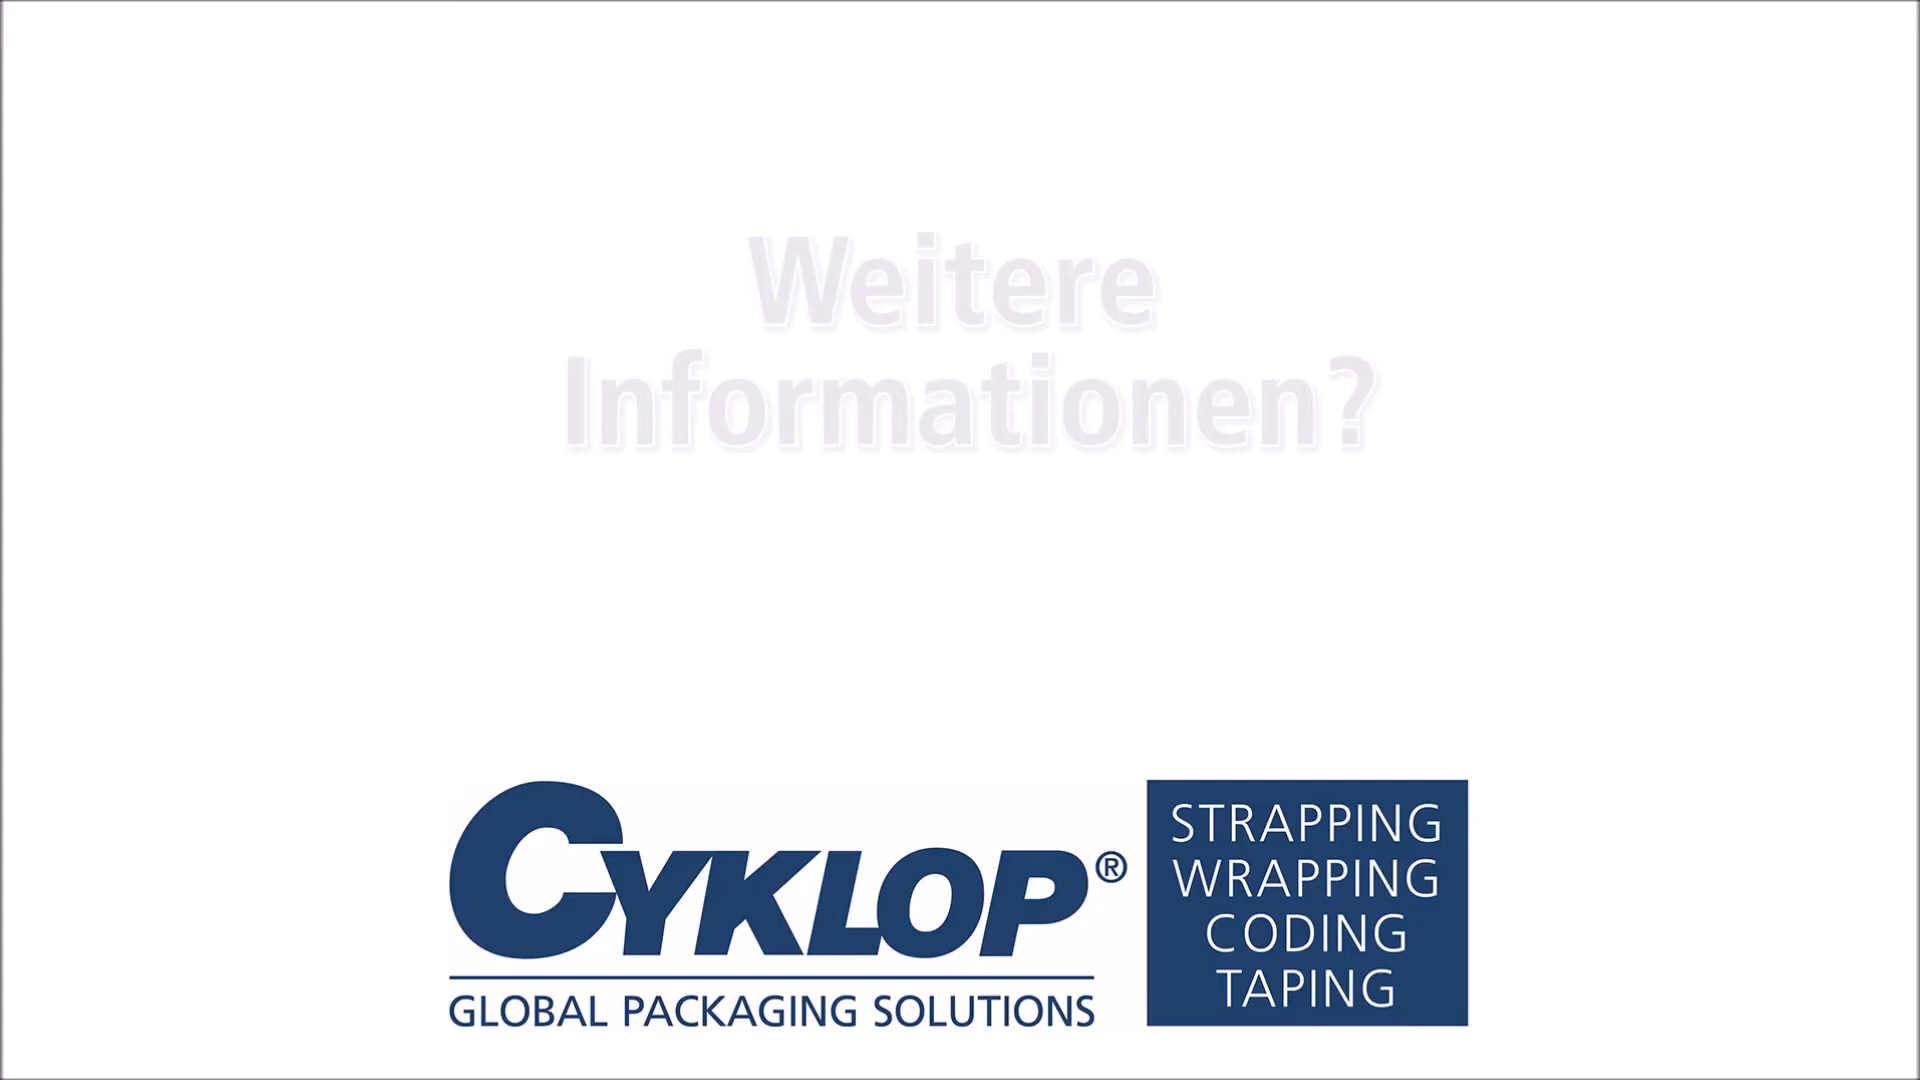 Weitere
Informationen?
CYKLOP®
GLOBAL PACKAGING SOLUTIONS
STRAPPING
WRAPPING
CODING
TAPING